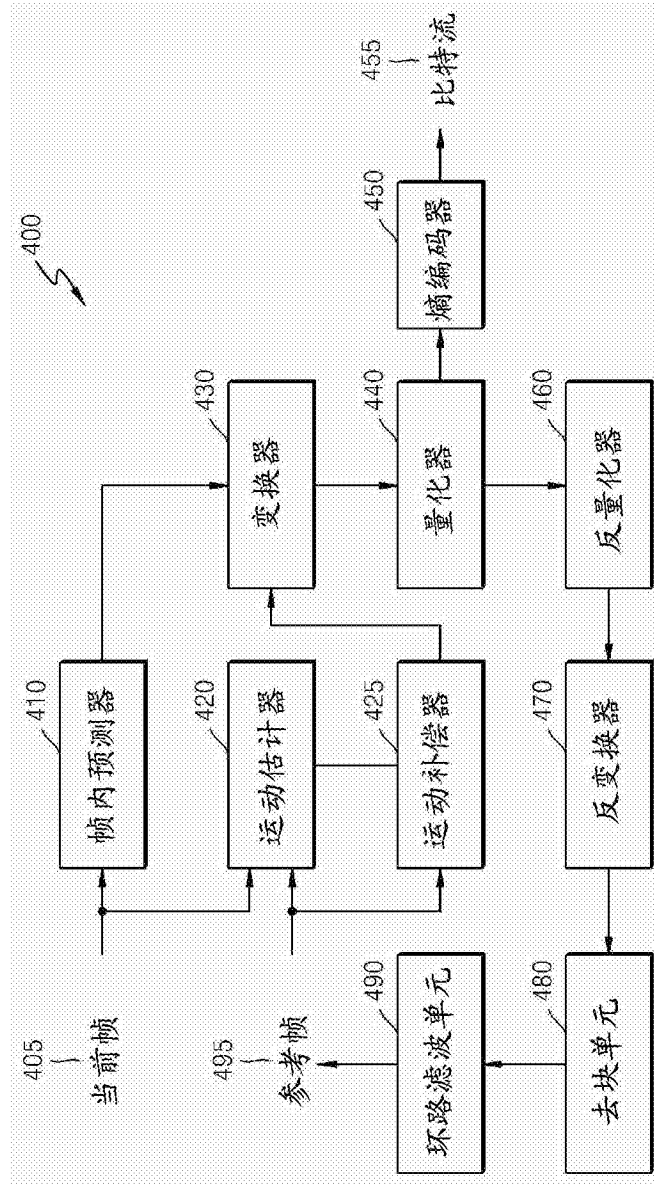 400
405
当前帧
410
帧内预测器
430
变换器
495
参考帧
420
运动估计器
440
量化器
450
熵编码器
455
比特流
490
环路滤波单元
425
运动补偿器
480
去块单元
470
反变换器
460
反量化器